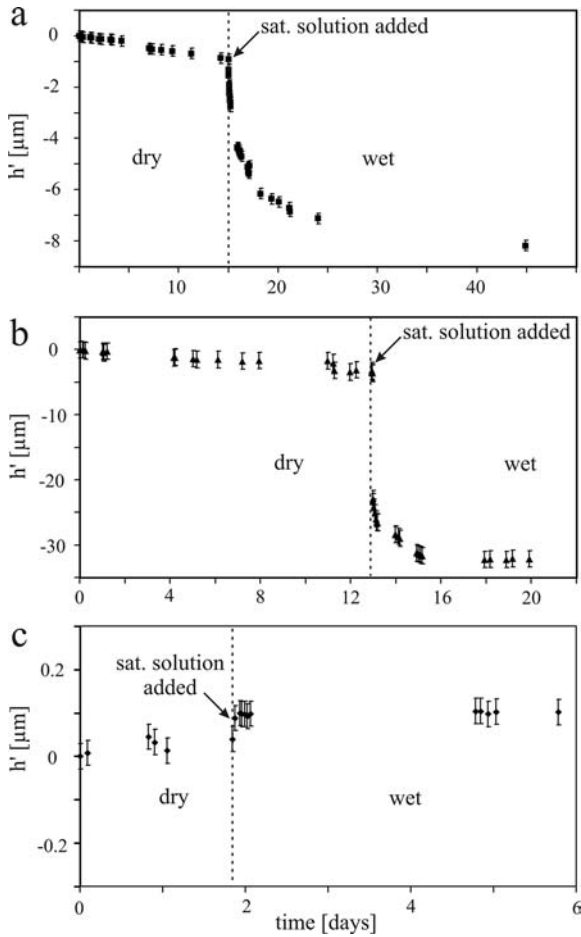 a
0
-2
-4
-6
-8
h' [µm]
sat. solution added
dry
wet
10
20
30
40
b
0
-10
-20
-30
h' [µm]
sat. solution added
dry
wet
0
4
8
12
16
20
c
0.2
0
-0.2
h' [µm]
sat. solution
added
dry
wet
0
2
4
6
time [days]